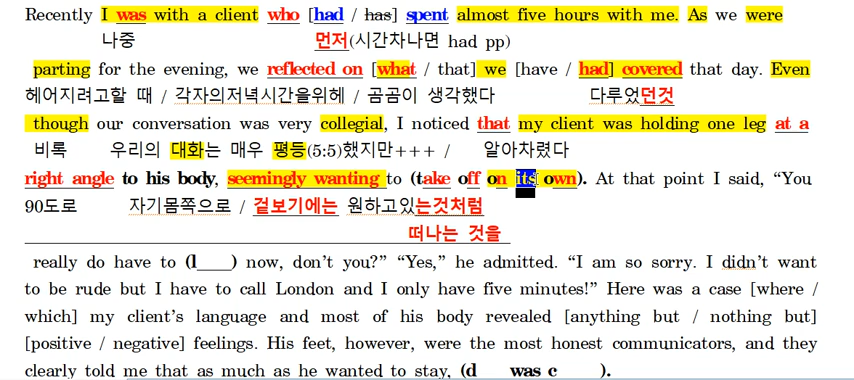 Recently I was with a client who [had / has] spent almost five hours with me. As we were
나중 먼저(시간차나면 had pp)
parting for the evening, we reflected on [what / that] we [have / had] covered that day. Even
헤어지려고할 때 / 각자의저녁시간을위헤 / 곰곰이 생각했다 다루었던것
though our conversation was very collegial, I noticed that my client was holding one leg at a
비록 우리의 대화는 매우 평등(5:5)했지만+++ / 알아차렸다
right angle to his body, seemingly wanting to (take off on its own). At that point I said, “You
90도로 자기몸쪽으로 / 겉보기에는 원하고있는것처럼
떠나는 것을
really do have to (l____) now, don’t you?” “Yes,” he admitted. “I am so sorry. I didn’t want
to be rude but I have to call London and I only have five minutes!” Here was a case [where /
which] my client’s language and most of his body revealed [anything but / nothing but]
[positive / negative] feelings. His feet, however, were the most honest communicators, and they
clearly told me that as much as he wanted to stay, (d___ was c____).